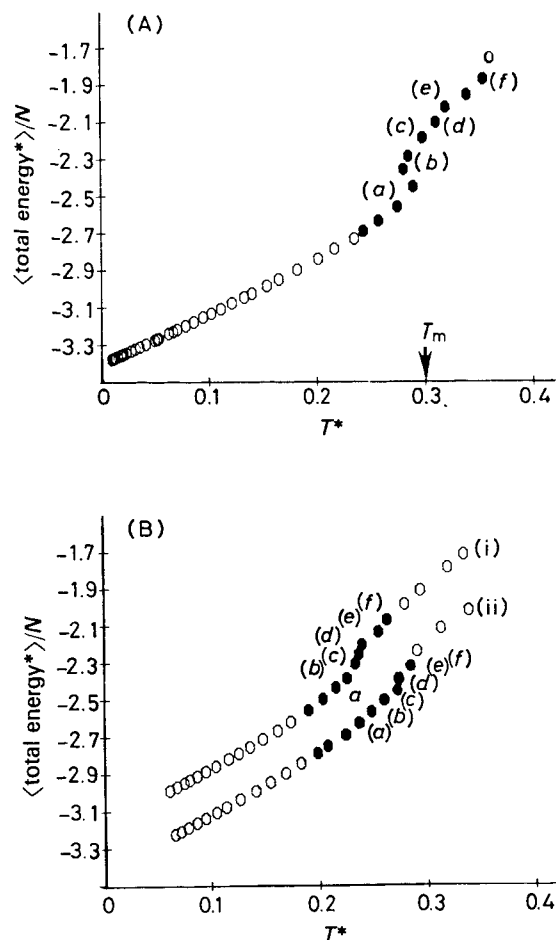 (A)
-1.7
-1.9
-2.1
-2.3
-2.5
-2.7
-2.9
-3.1
-3.3
⟨total energy*⟩/N
(e)
(f)
(c)
(d)
(b)
(a)
Tm
0
0.1
0.2
0.3
0.4
T*
(B)
-1.7
-1.9
-2.1
-2.3
-2.5
-2.7
-2.9
-3.1
-3.3
⟨total energy*⟩/N
(i)
(ii)
(d)(e)(f)
(b)(c)
a
(e)(f)
(d)
(c)
(a)(b)
0
0.1
0.2
0.3
0.4
T*